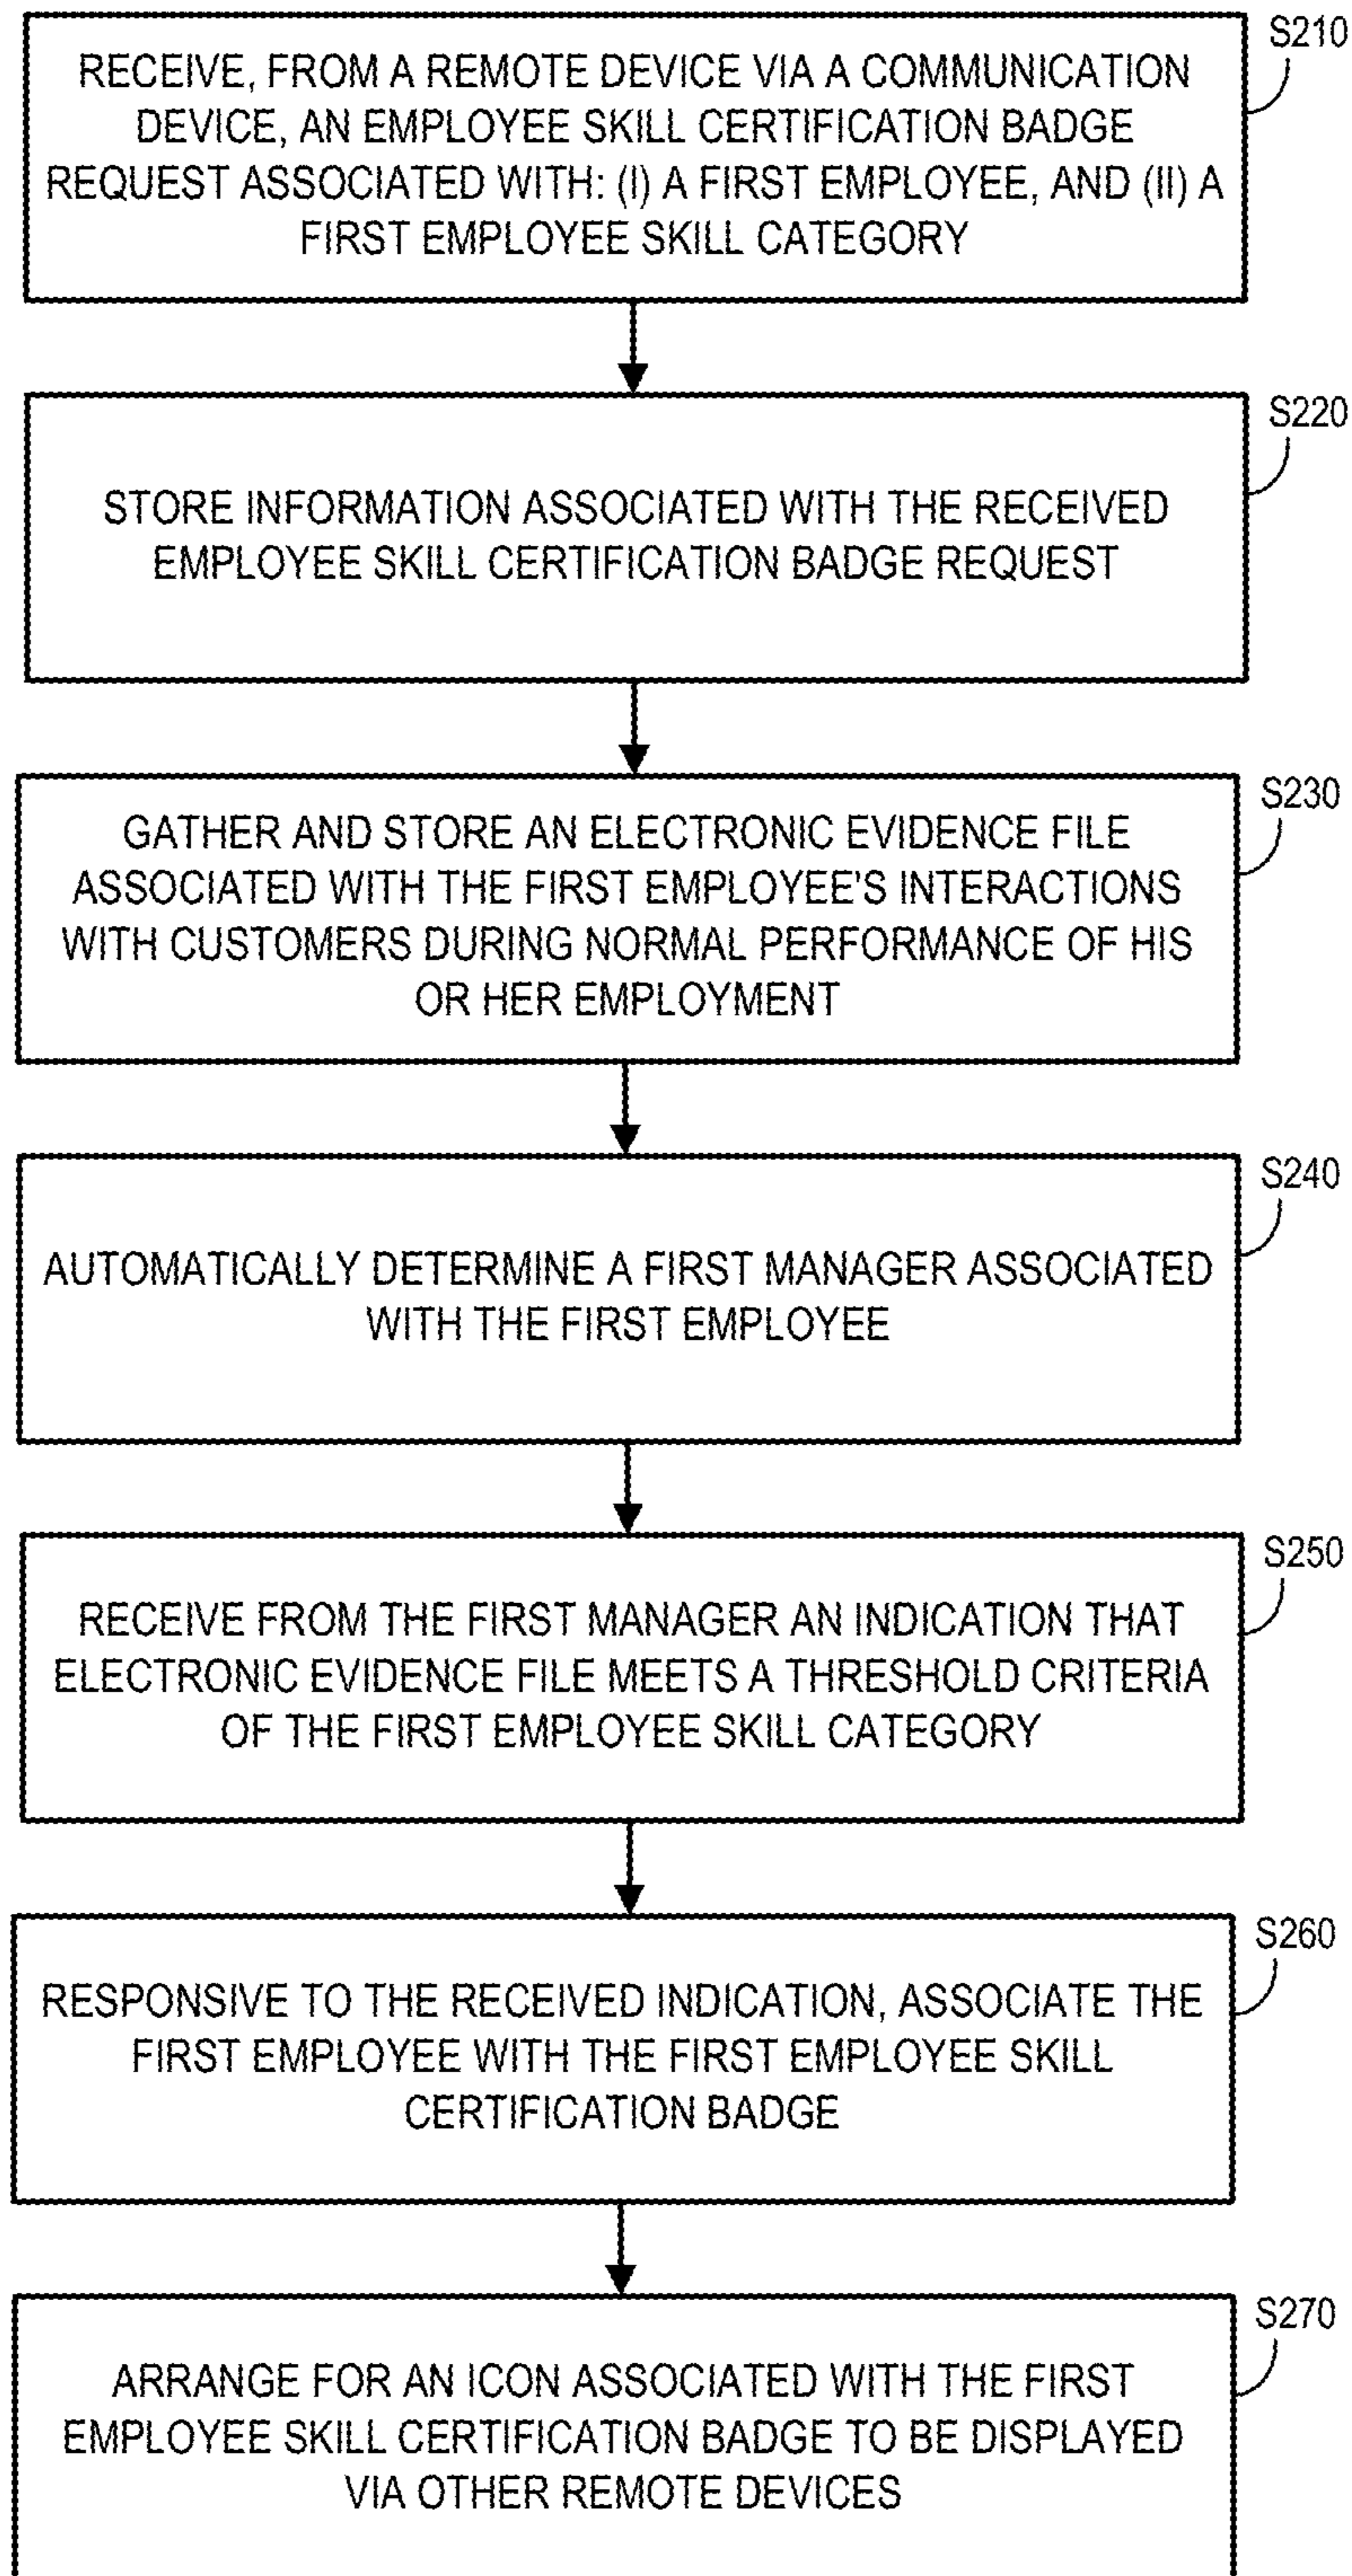 S210
RECEIVE, FROM A REMOTE DEVICE VIA A COMMUNICATION
DEVICE, AN EMPLOYEE SKILL CERTIFICATION BADGE
REQUEST ASSOCIATED WITH: (I) A FIRST EMPLOYEE, AND (II) A
FIRST EMPLOYEE SKILL CATEGORY
S220
STORE INFORMATION ASSOCIATED WITH THE RECEIVED
EMPLOYEE SKILL CERTIFICATION BADGE REQUEST
S230
GATHER AND STORE AN ELECTRONIC EVIDENCE FILE
ASSOCIATED WITH THE FIRST EMPLOYEE'S INTERACTIONS
WITH CUSTOMERS DURING NORMAL PERFORMANCE OF HIS
OR HER EMPLOYMENT
S240
AUTOMATICALLY DETERMINE A FIRST MANAGER ASSOCIATED
WITH THE FIRST EMPLOYEE
S250
RECEIVE FROM THE FIRST MANAGER AN INDICATION THAT
ELECTRONIC EVIDENCE FILE MEETS A THRESHOLD CRITERIA
OF THE FIRST EMPLOYEE SKILL CATEGORY
S260
RESPONSIVE TO THE RECEIVED INDICATION, ASSOCIATE THE
FIRST EMPLOYEE WITH THE FIRST EMPLOYEE SKILL
CERTIFICATION BADGE
S270
ARRANGE FOR AN ICON ASSOCIATED WITH THE FIRST
EMPLOYEE SKILL CERTIFICATION BADGE TO BE DISPLAYED
VIA OTHER REMOTE DEVICES